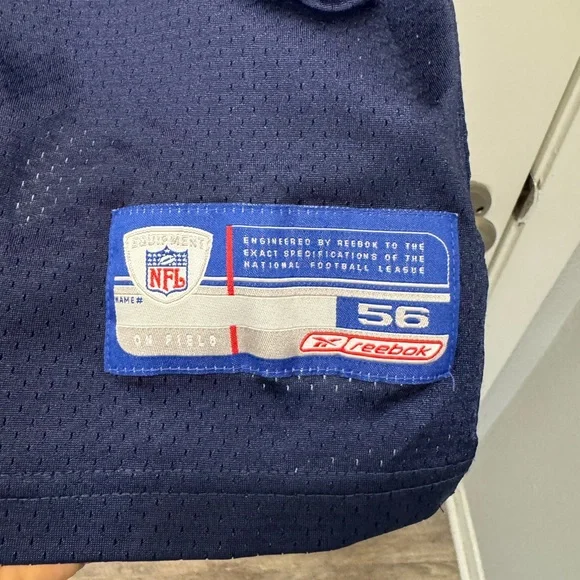 EQUIPMENT
NFL
ENGINEERED BY REEBOK TO THE
EXACT SPECIFICATIONS OF THE
NATIONAL FOOTBALL LEAGUE
NAME#
56
ON FIELD
Reebok